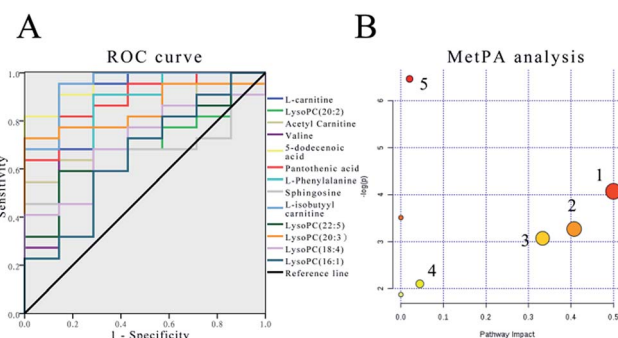 A
B
ROC curve
MetPA analysis
Sensitivity
1.0
0.8
0.6
0.4
0.2
0.0
0.0 0.2 0.4 0.6 0.8 1.0
1 - Specificity
L-carnitine
LysoPC(20:2)
Acetyl Carnitine
Valine
5-dodecenoic
acid
Pantothenic acid
L-Phenylalanine
Sphingosine
L-isobutyyl
carnitine
LysoPC(22:5)
LysoPC(20:3)
LysoPC(18:4)
LysoPC(16:1)
Reference line
-log(p)
6
5
4
3
2
5
1
2
3
4
0.0 0.1 0.2 0.3 0.4 0.5
Pathway Impact